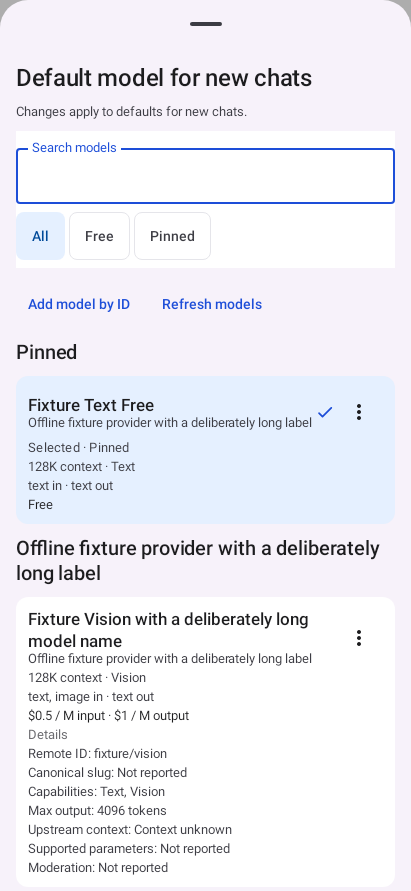 Default model for new chats
Changes apply to defaults for new chats.
Search models
All
Free
Pinned
Add model by ID
Refresh models
Pinned
Fixture Text Free
Offline fixture provider with a deliberately long label
Selected · Pinned
128K context · Text
text in · text out
Free
Offline fixture provider with a deliberately
long label
Fixture Vision with a deliberately long
model name
Offline fixture provider with a deliberately long label
128K context · Vision
text, image in · text out
$0.5 / M input · $1 / M output
Details
Remote ID: fixture/vision
Canonical slug: Not reported
Capabilities: Text, Vision
Max output: 4096 tokens
Upstream context: Context unknown
Supported parameters: Not reported
Moderation: Not reported